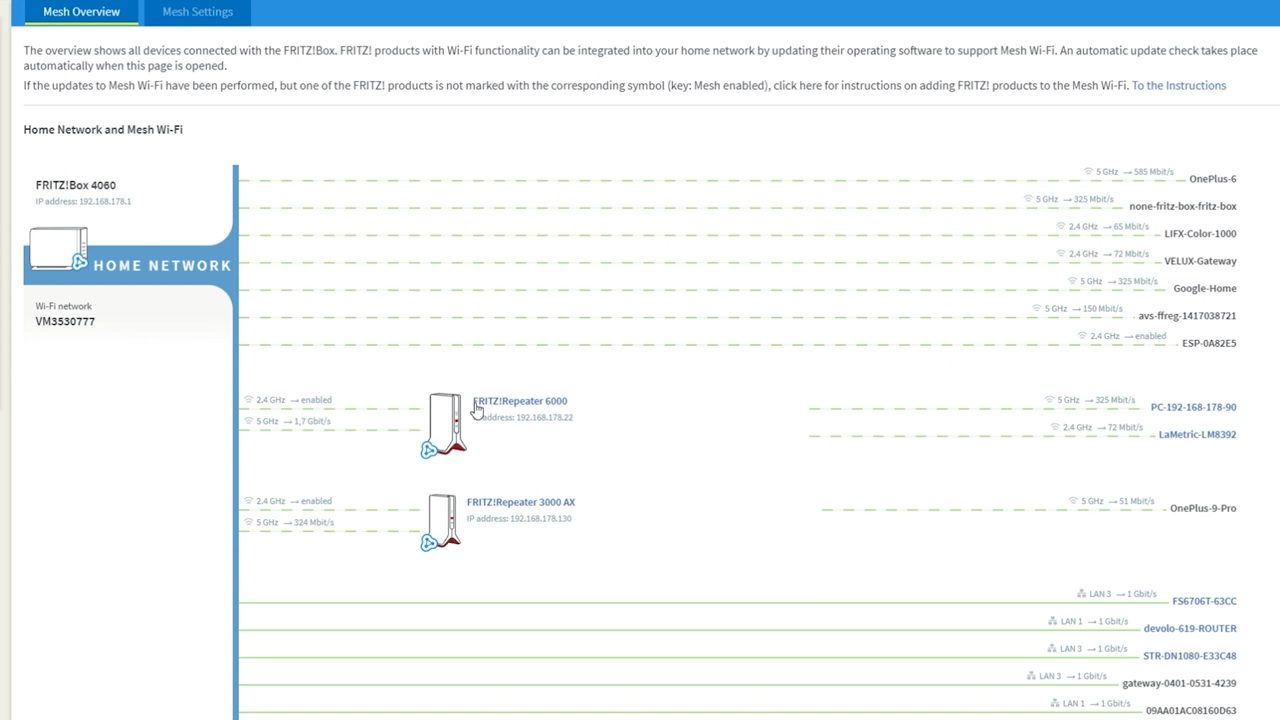 Mesh Overview
Mesh Settings
The overview shows all devices connected with the FRITZ!Box. FRITZ! products with Wi-Fi functionality can be integrated into your home network by updating their operating software to support Mesh Wi-Fi. An automatic update check takes place
automatically when this page is opened.
If the updates to Mesh Wi-Fi have been performed, but one of the FRITZ! products is not marked with the corresponding symbol (key: Mesh enabled), click here for instructions on adding FRITZ! products to the Mesh Wi-Fi. To the Instructions
Home Network and Mesh Wi-Fi
FRITZ!Box 4060
IP address: 192.168.178.1
HOME NETWORK
Wi-Fi network
VM3530777
5 GHz → 585 Mbit/s OnePlus-6
5 GHz → 325 Mbit/s none-fritz-box-fritz-box
2.4 GHz → 65 Mbit/s LIFX-Color-1000
2.4 GHz → 72 Mbit/s VELUX-Gateway
5 GHz → 325 Mbit/s Google-Home
5 GHz → 150 Mbit/s avs-ffreg-1417038721
2.4 GHz → enabled ESP-0A82E5
2.4 GHz → enabled
5 GHz → 1,7 Gbit/s
FRITZ!Repeater 6000
address: 192.168.178.22
5 GHz → 325 Mbit/s PC-192-168-178-90
2.4 GHz → 72 Mbit/s LaMetric-LM8392
2.4 GHz → enabled
5 GHz → 324 Mbit/s
FRITZ!Repeater 3000 AX
IP address: 192.168.178.130
5 GHz → 51 Mbit/s OnePlus-9-Pro
LAN 3 → 1 Gbit/s FS6706T-63CC
LAN 1 → 1 Gbit/s devolo-619-ROUTER
LAN 3 → 1 Gbit/s STR-DN1080-E33C48
LAN 3 → 1 Gbit/s gateway-0401-0531-4239
LAN 1 → 1 Gbit/s 09AA01AC08160D63